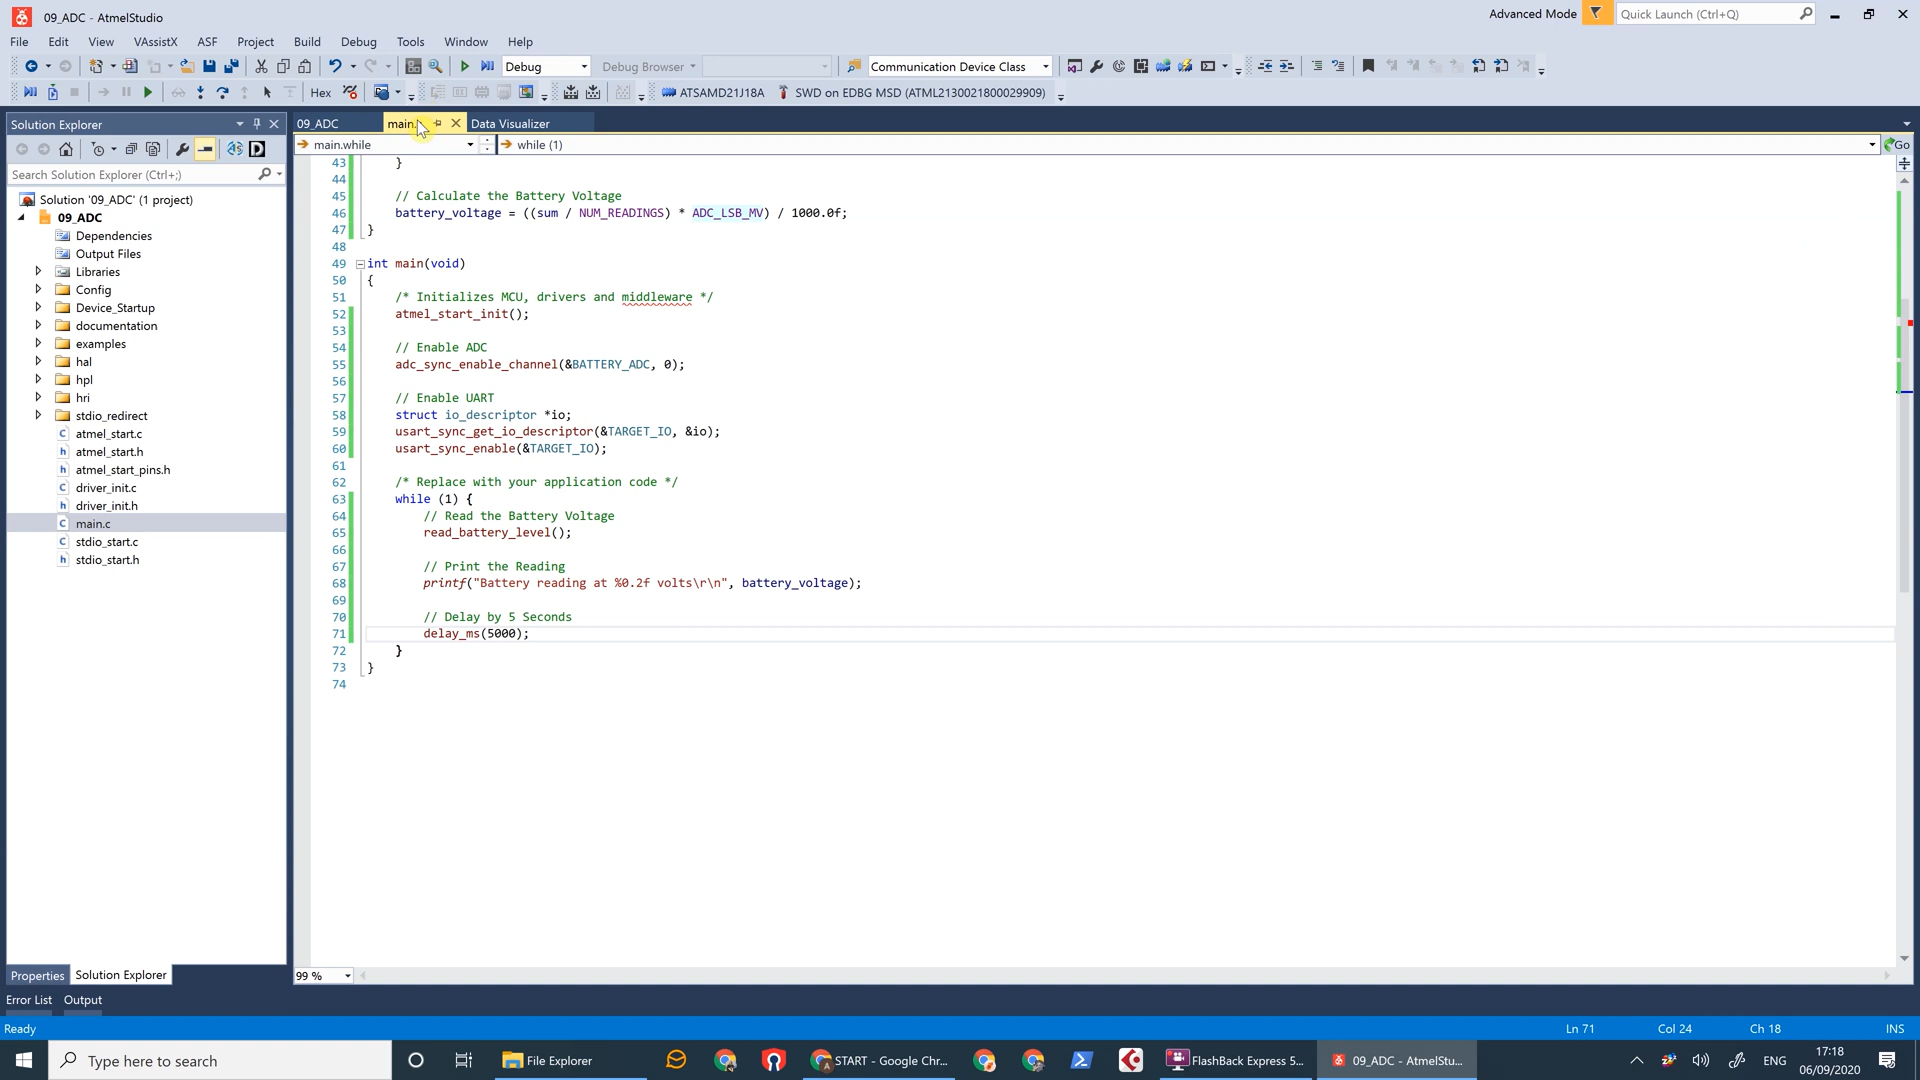 09_ADC - AtmelStudio
Advanced Mode
Quick Launch (Ctrl+Q)
File Edit View VAssistX ASF Project Build Debug Tools Window Help
Debug
Debug Browser
Communication Device Class
Hex
ATSAMD21J18A
SWD on EDBG MSD (ATML2130021800029909)
Solution Explorer
09_ADC
main.
Data Visualizer
main.while
while (1)
Go
Search Solution Explorer (Ctrl+;)
Solution '09_ADC' (1 project)
09_ADC
Dependencies
Output Files
Libraries
Config
Device_Startup
documentation
examples
hal
hpl
hri
stdio_redirect
atmel_start.c
atmel_start.h
atmel_start_pins.h
driver_init.c
driver_init.h
main.c
stdio_start.c
stdio_start.h
43 }
44
45 // Calculate the Battery Voltage
46 battery_voltage = ((sum / NUM_READINGS) * ADC_LSB_MV) / 1000.0f;
47 }
48
49 int main(void)
50 {
51 /* Initializes MCU, drivers and middleware */
52 atmel_start_init();
53
54 // Enable ADC
55 adc_sync_enable_channel(&BATTERY_ADC, 0);
56
57 // Enable UART
58 struct io_descriptor *io;
59 usart_sync_get_io_descriptor(&TARGET_IO, &io);
60 usart_sync_enable(&TARGET_IO);
61
62 /* Replace with your application code */
63 while (1) {
64 // Read the Battery Voltage
65 read_battery_level();
66
67 // Print the Reading
68 printf("Battery reading at %0.2f volts\r\n", battery_voltage);
69
70 // Delay by 5 Seconds
71 delay_ms(5000);
72 }
73 }
74
99 %
Properties Solution Explorer
Error List Output
Ready
Ln 71 Col 24 Ch 18 INS
Type here to search
File Explorer
START - Google Chr...
FlashBack Express 5...
09_ADC - AtmelStu...
ENG
17:18
06/09/2020